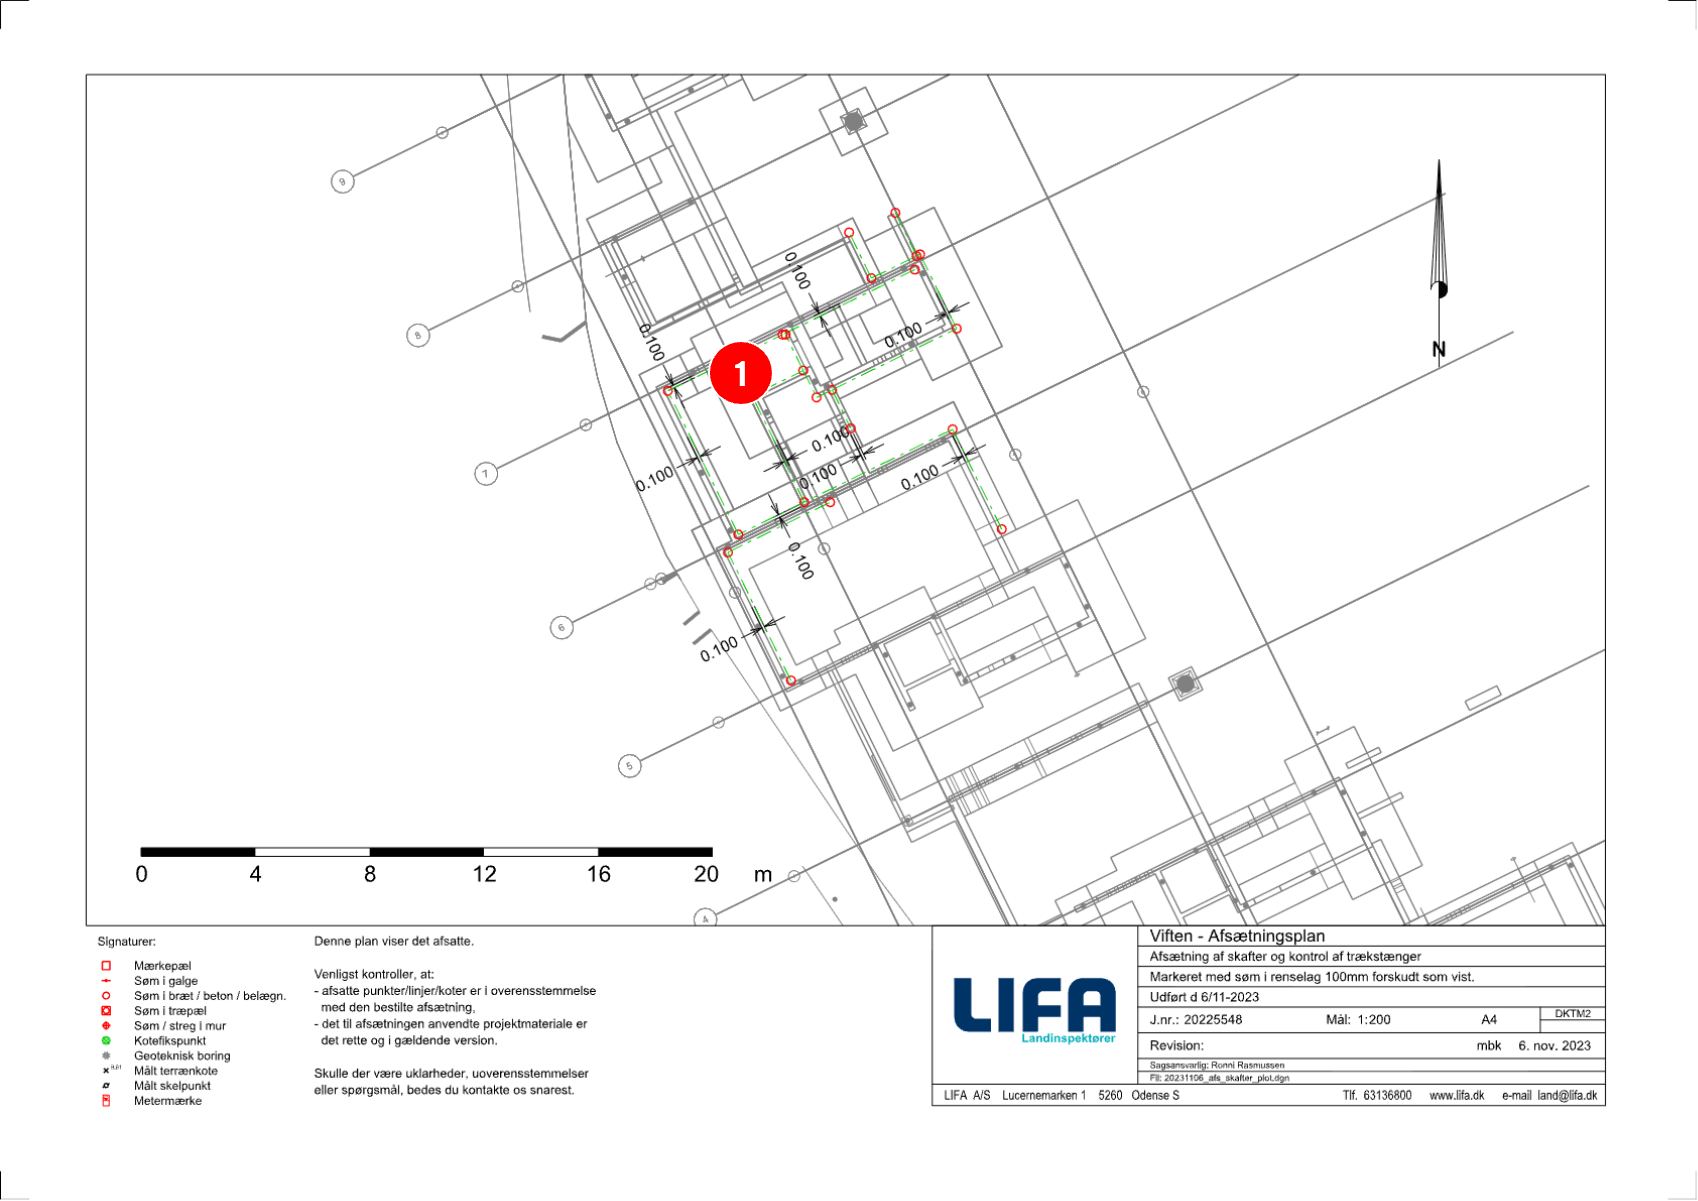 9
8
7
6
5
4
0.100
0.100
0.100
0.100
0.100
0.100
0.100
0.100
0.100
1
N
0 4 8 12 16 20 m
Signaturer:
Mærkepæl
Søm i galge
Søm i bræt / beton / belægn.
Søm i træpæl
Søm / streg i mur
Kotefikspunkt
Geoteknisk boring
Målt terrænkote
Målt skelpunkt
Metermærke
Denne plan viser det afsatte.
Venligst kontroller, at:
- afsatte punkter/linjer/koter er i overensstemmelse
med den bestilte afsætning,
- det til afsætningen anvendte projektmateriale er
det rette og i gældende version.
Skulle der være uklarheder, uoverensstemmelser
eller spørgsmål, bedes du kontakte os snarest.
LIFA
Landinspektører
Viften - Afsætningsplan
Afsætning af skafter og kontrol af trækstænger
Markeret med søm i renselag 100mm forskudt som vist.
Udført d 6/11-2023
J.nr.: 20225548 Mål: 1:200 A4 DKTM2
Revision: mbk 6. nov. 2023
Sagsansvarlig: Ronni Rasmussen
Fil: 20231106_afs_skafter_plot.dgn
LIFA A/S Lucernemarken 1 5260 Odense S Tlf. 63136800 www.lifa.dk e-mail land@lifa.dk